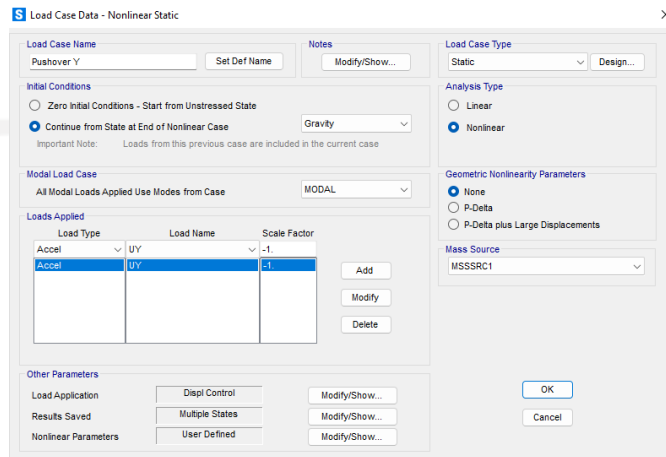 S Load Case Data - Nonlinear Static
Load Case Name
Pushover Y
Set Def Name
Notes
Modify/Show...
Load Case Type
Static
Design...
Initial Conditions
Zero Initial Conditions - Start from Unstressed State
Continue from State at End of Nonlinear Case
Gravity
Important Note: Loads from this previous case are included in the current case
Analysis Type
Linear
Nonlinear
Modal Load Case
All Modal Loads Applied Use Modes from Case
MODAL
Geometric Nonlinearity Parameters
None
P-Delta
P-Delta plus Large Displacements
Loads Applied
Load Type Load Name Scale Factor
Accel UY -1.
Accel UY -1.
Add
Modify
Delete
Mass Source
MSSSRC1
Other Parameters
Load Application Displ Control Modify/Show...
Results Saved Multiple States Modify/Show...
Nonlinear Parameters User Defined Modify/Show...
OK
Cancel